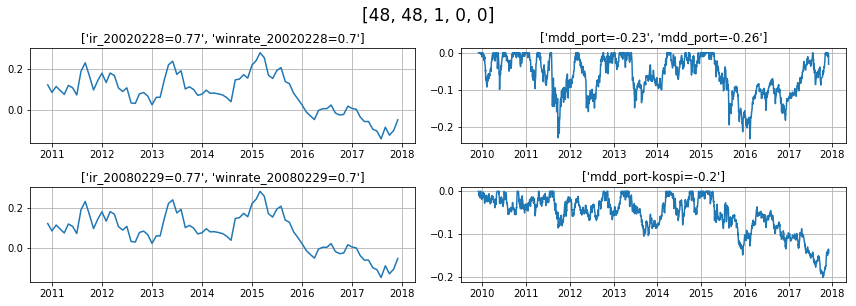 [48, 48, 1, 0, 0]
['ir_20020228=0.77', 'winrate_20020228=0.7']
0.2
0.0
2011 2012 2013 2014 2015 2016 2017 2018
['mdd_port=-0.23', 'mdd_port=-0.26']
0.0
−0.1
−0.2
2010 2011 2012 2013 2014 2015 2016 2017 2018
['ir_20080229=0.77', 'winrate_20080229=0.7']
0.2
0.0
2011 2012 2013 2014 2015 2016 2017 2018
['mdd_port-kospi=-0.2']
0.0
−0.1
−0.2
2010 2011 2012 2013 2014 2015 2016 2017 2018